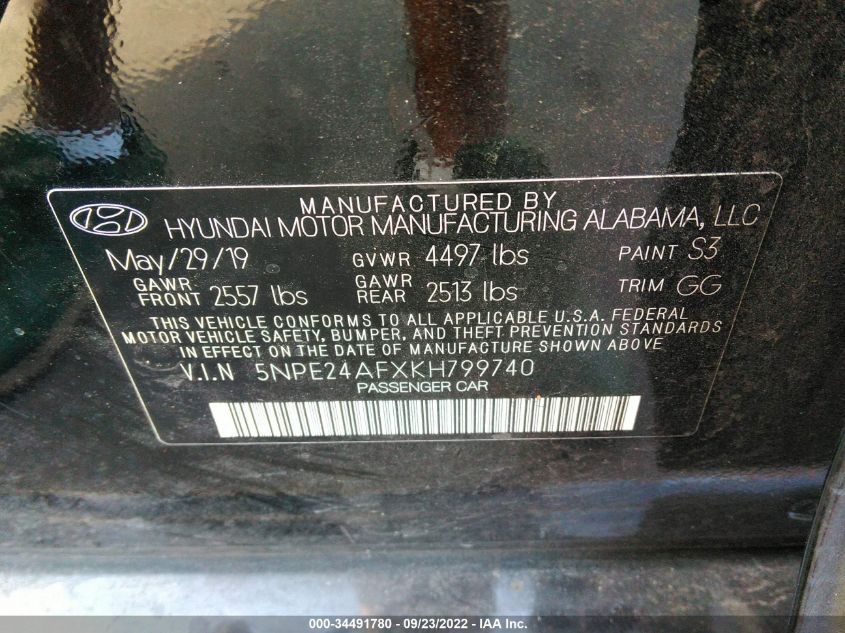 MANUFACTURED BY
HYUNDAI MOTOR MANUFACTURING ALABAMA, LLC
May/29/19 GVWR 4497 lbs PAINT S3
GAWR FRONT 2557 lbs GAWR REAR 2513 lbs TRIM GG
THIS VEHICLE CONFORMS TO ALL APPLICABLE U.S.A. FEDERAL
MOTOR VEHICLE SAFETY, BUMPER, AND THEFT PREVENTION STANDARDS
IN EFFECT ON THE DATE OF MANUFACTURE SHOWN ABOVE
V.I.N 5NPE24AFXKH799740
PASSENGER CAR
000-34491780 - 09/23/2022 - IAA Inc.